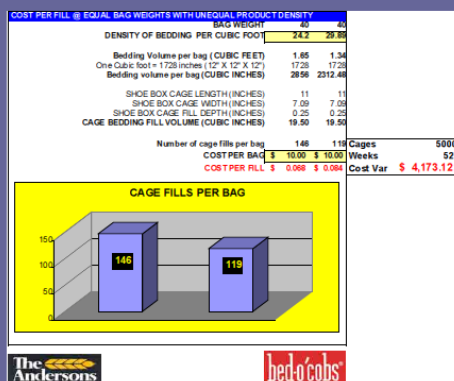 COST PER FILL @ EQUAL BAG WEIGHTS WITH UNEQUAL PRODUCT DENSITY
BAG WEIGHT 40 40
DENSITY OF BEDDING PER CUBIC FOOT 24.2 29.89
Bedding Volume per bag ( CUBIC FEET) 1.65 1.34
One Cubic foot = 1728 inches ( 12" X 12" X 12") 1728 1728
Bedding volume per bag (CUBIC INCHES) 2856 2312.48
SHOE BOX CAGE LENGTH (INCHES) 11 11
SHOE BOX CAGE WIDTH (INCHES) 7.09 7.09
SHOE BOX CAGE FILL DEPTH (INCHES) 0.25 0.25
CAGE BEDDING FILL VOLUME (CUBIC INCHES) 19.50 19.50
Number of cage fills per bag 146 119 Cages 5000
COST PER BAG $ 10.00 $ 10.00 Weeks 52
COST PER FILL $ 0.068 $ 0.084 Cost Var $ 4,173.12
CAGE FILLS PER BAG
150
100
50
0
146
119
The Andersons
bed-o'cobs®